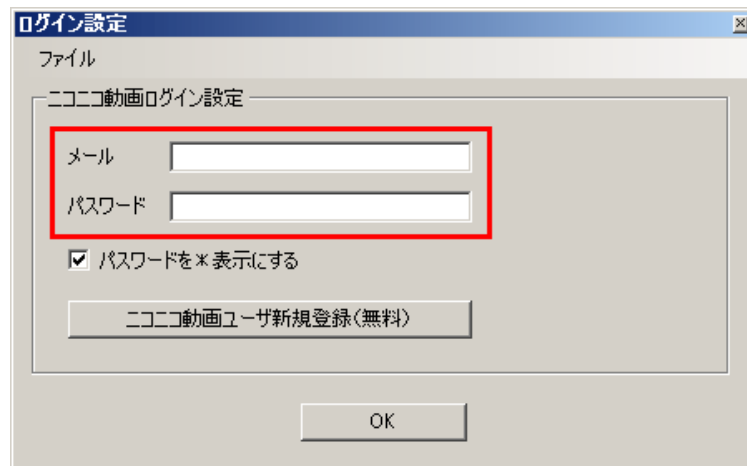 ログイン設定
ファイル
ニコニコ動画ログイン設定
メール
パスワード
パスワードを＊表示にする
ニコニコ動画ユーザ新規登録(無料)
OK